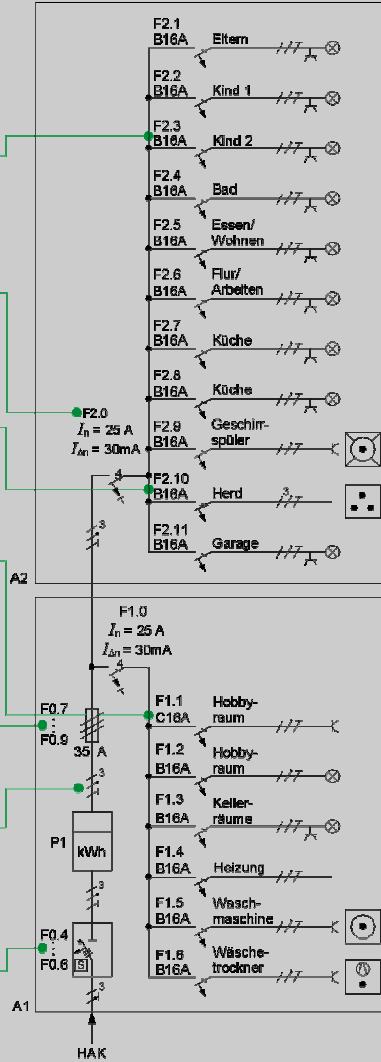 F2.1
B16A Eltern
F2.2
B16A Kind 1
F2.3
B16A Kind 2
F2.4
B16A Bad
F2.5 Essen/
B16A Wohnen
F2.6 Flur/
B16A Arbeiten
F2.7
B16A Küche
F2.8
B16A Küche
F2.0
In = 25 A
IΔn = 30mA
F2.9 Geschirr-
B16A spüler
4
F2.10
B16A Herd 3
3
F2.11
B16A Garage
A2
F1.0
In = 25 A
IΔn = 30mA
4
F0.7
F0.9
35 A
F1.1 Hobby-
C16A raum
F1.2 Hobby-
B16A raum
3
F1.3 Keller-
B16A räume
P1 kWh
F1.4
B16A Heizung
3
F1.5 Wasch-
B16A maschine
F0.4
F0.6
S
F1.6 Wäsche-
B16A trockner
3
A1
HAK